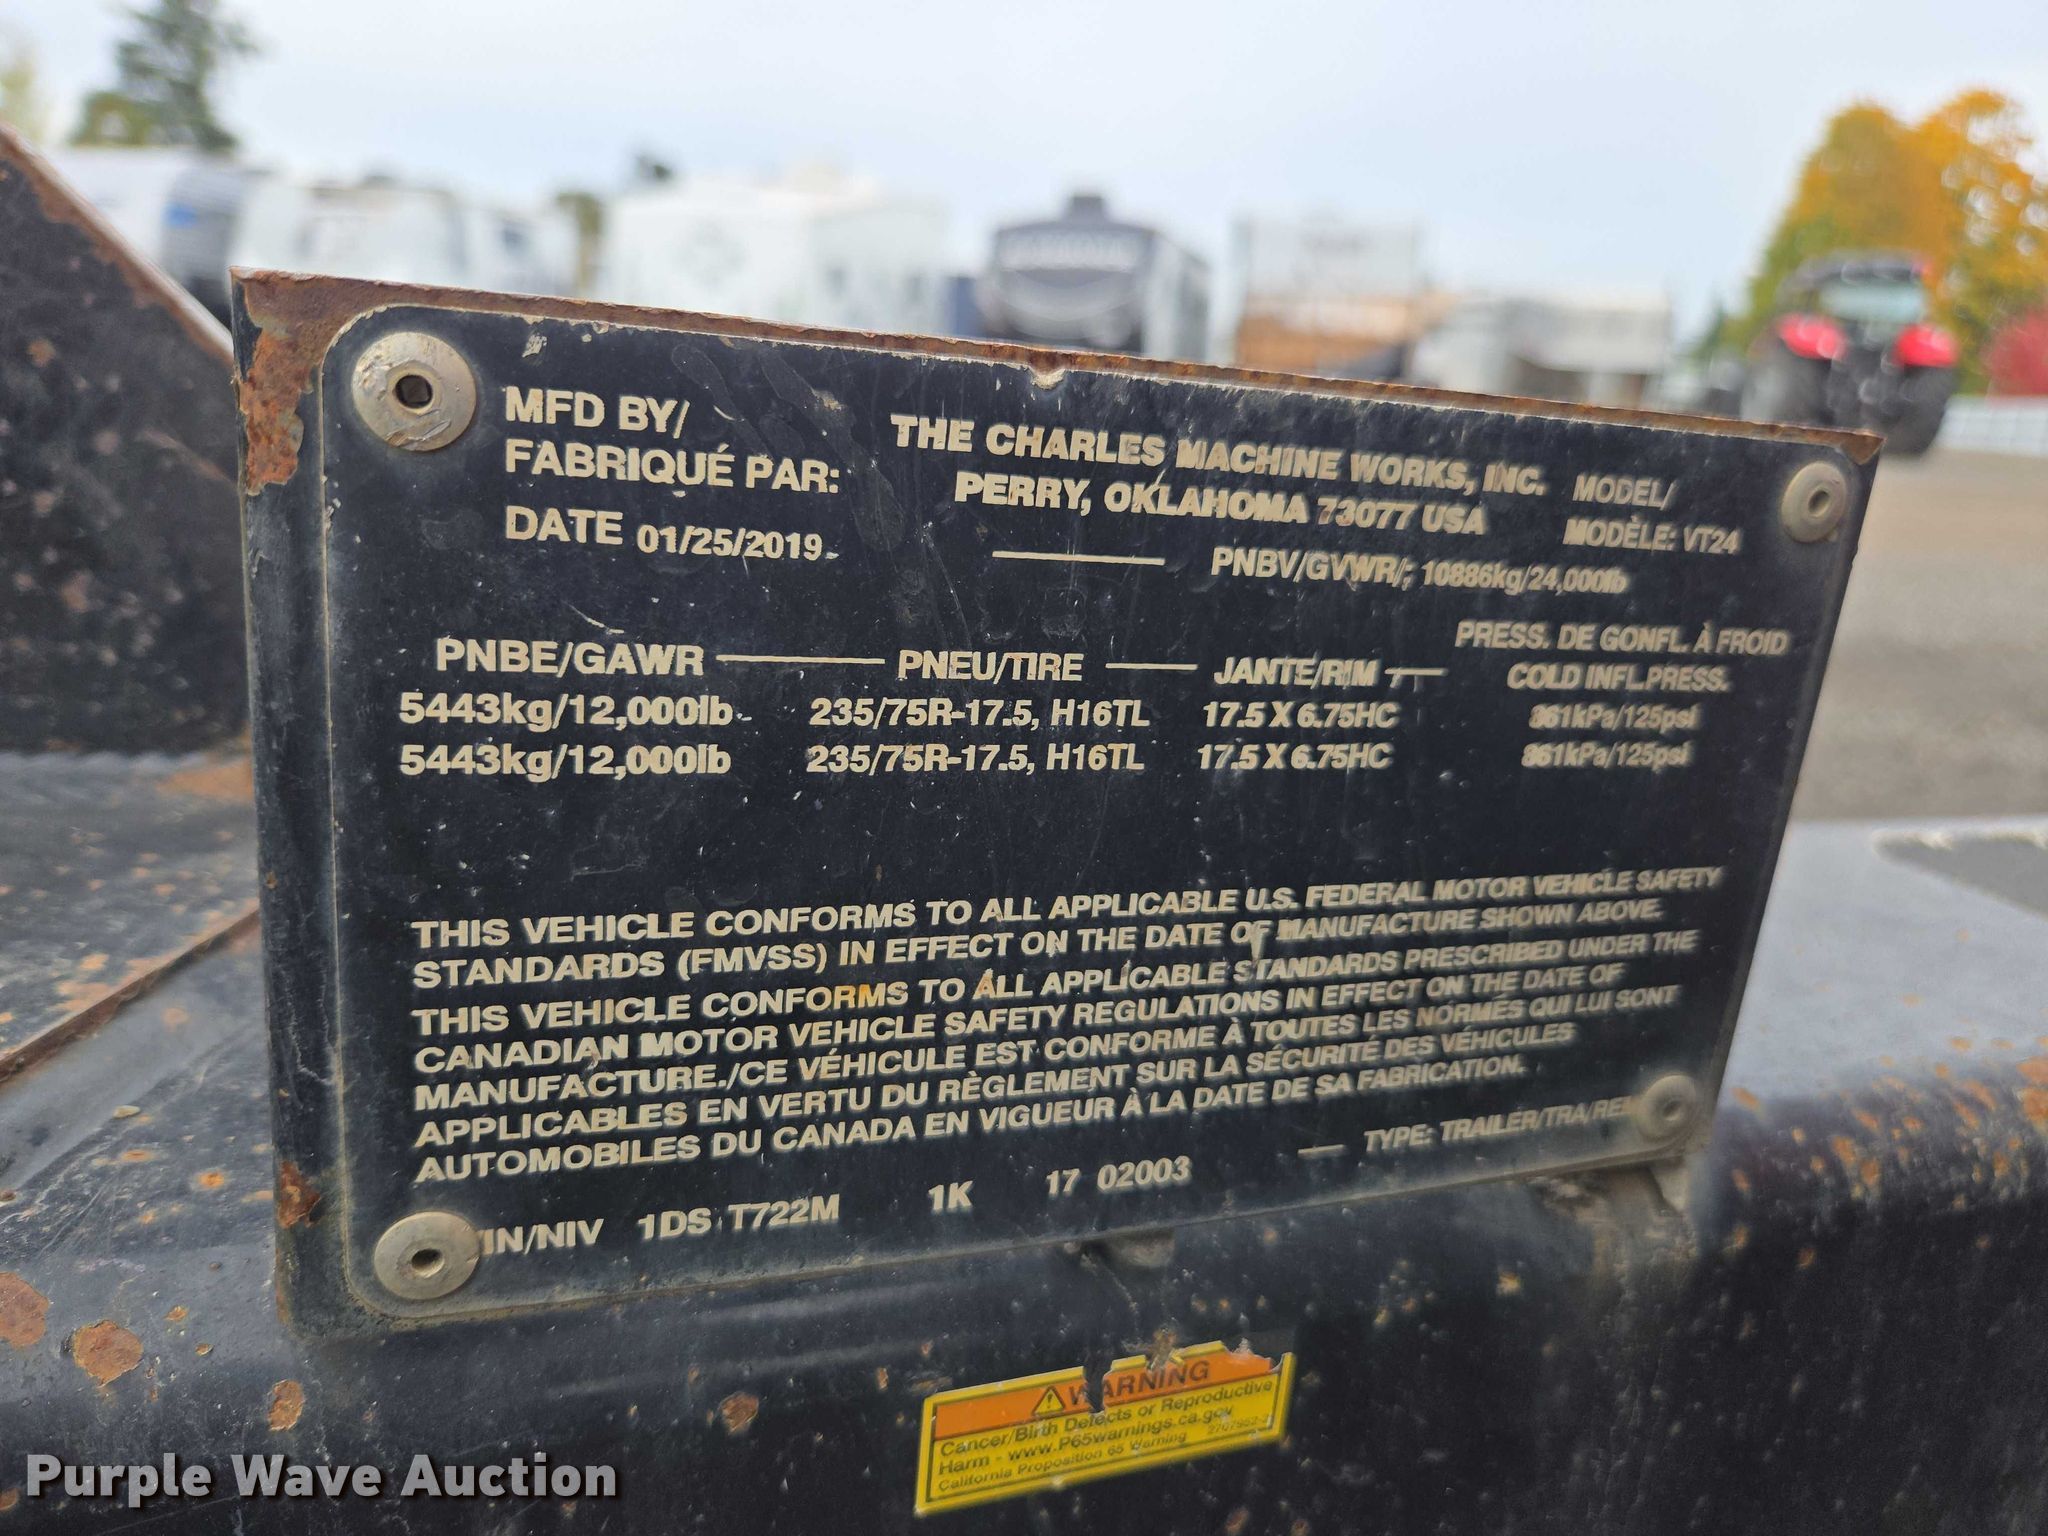 MFD BY/
FABRIQUÉ PAR:
THE CHARLES MACHINE WORKS, INC.
PERRY, OKLAHOMA 73077 USA
MODEL/
MODÈLE: VT24
DATE 01/25/2019
PNBV/GVWR/; 10886kg/24,000lb
PRESS. DE GONFL. À FROID
PNBE/GAWR PNEU/TIRE JANTE/RIM COLD INFL.PRESS.
5443kg/12,000lb 235/75R-17.5, H16TL 17.5 X 6.75HC 861kPa/125psi
5443kg/12,000lb 235/75R-17.5, H16TL 17.5 X 6.75HC 861kPa/125psi
THIS VEHICLE CONFORMS TO ALL APPLICABLE U.S. FEDERAL MOTOR VEHICLE SAFETY
STANDARDS (FMVSS) IN EFFECT ON THE DATE OF MANUFACTURE SHOWN ABOVE.
THIS VEHICLE CONFORMS TO ALL APPLICABLE STANDARDS PRESCRIBED UNDER THE
CANADIAN MOTOR VEHICLE SAFETY REGULATIONS IN EFFECT ON THE DATE OF
MANUFACTURE./CE VÉHICULE EST CONFORME À TOUTES LES NORMÉS QUI LUI SONT
APPLICABLES EN VERTU DU RÈGLEMENT SUR LA SÉCURITÉ DES VÉHICULES
AUTOMOBILES DU CANADA EN VIGUEUR À LA DATE DE SA FABRICATION.
TYPE: TRAILER/TRA/REM
VIN/NIV 1DS T722M 1K 17 02003
WARNING
Cancer/Birth Defects or Reproductive
Harm - www.P65warnings.ca.gov
California Proposition 65 Warning
Purple Wave Auction